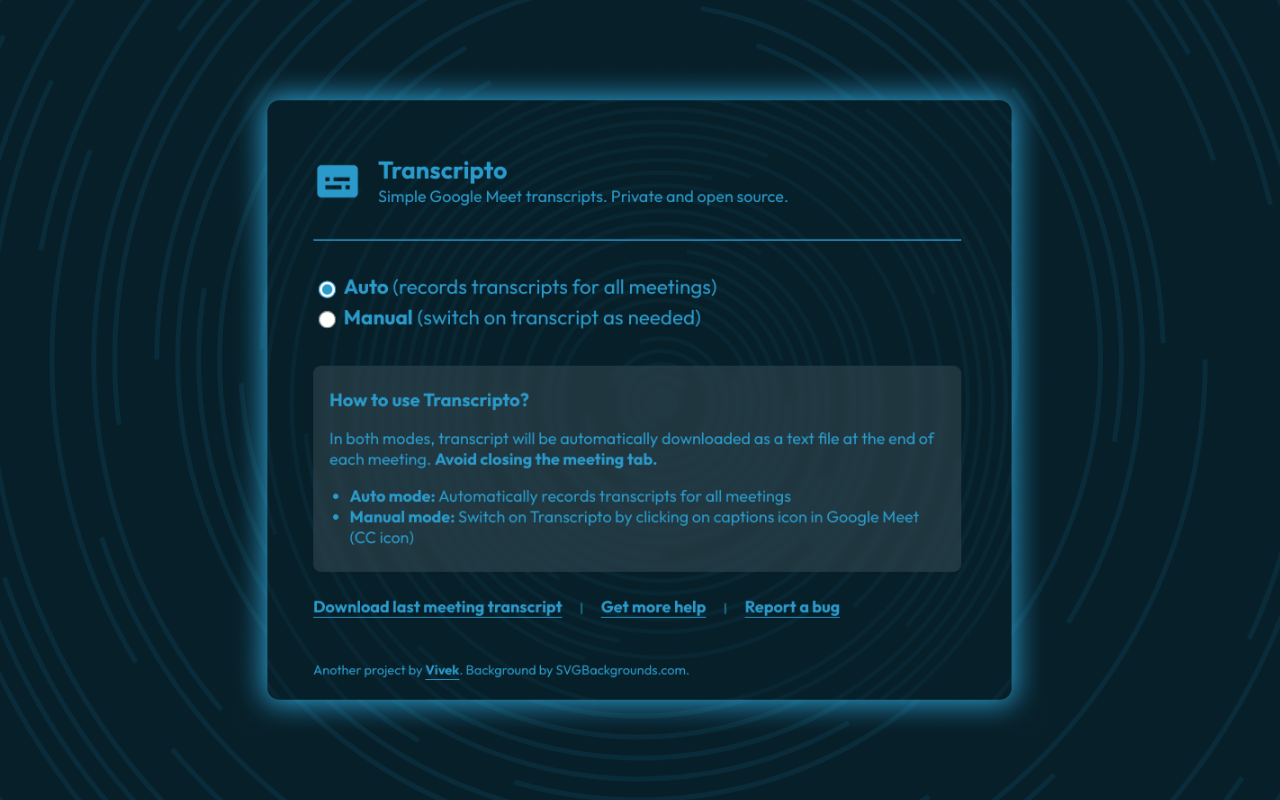 Transcripto
Simple Google Meet transcripts. Private and open source.
Auto (records transcripts for all meetings)
Manual (switch on transcript as needed)
How to use Transcripto?
In both modes, transcript will be automatically downloaded as a text file at the end of
each meeting. Avoid closing the meeting tab.
• Auto mode: Automatically records transcripts for all meetings
• Manual mode: Switch on Transcripto by clicking on captions icon in Google Meet
(CC icon)
Download last meeting transcript | Get more help | Report a bug
Another project by Vivek. Background by SVGBackgrounds.com.